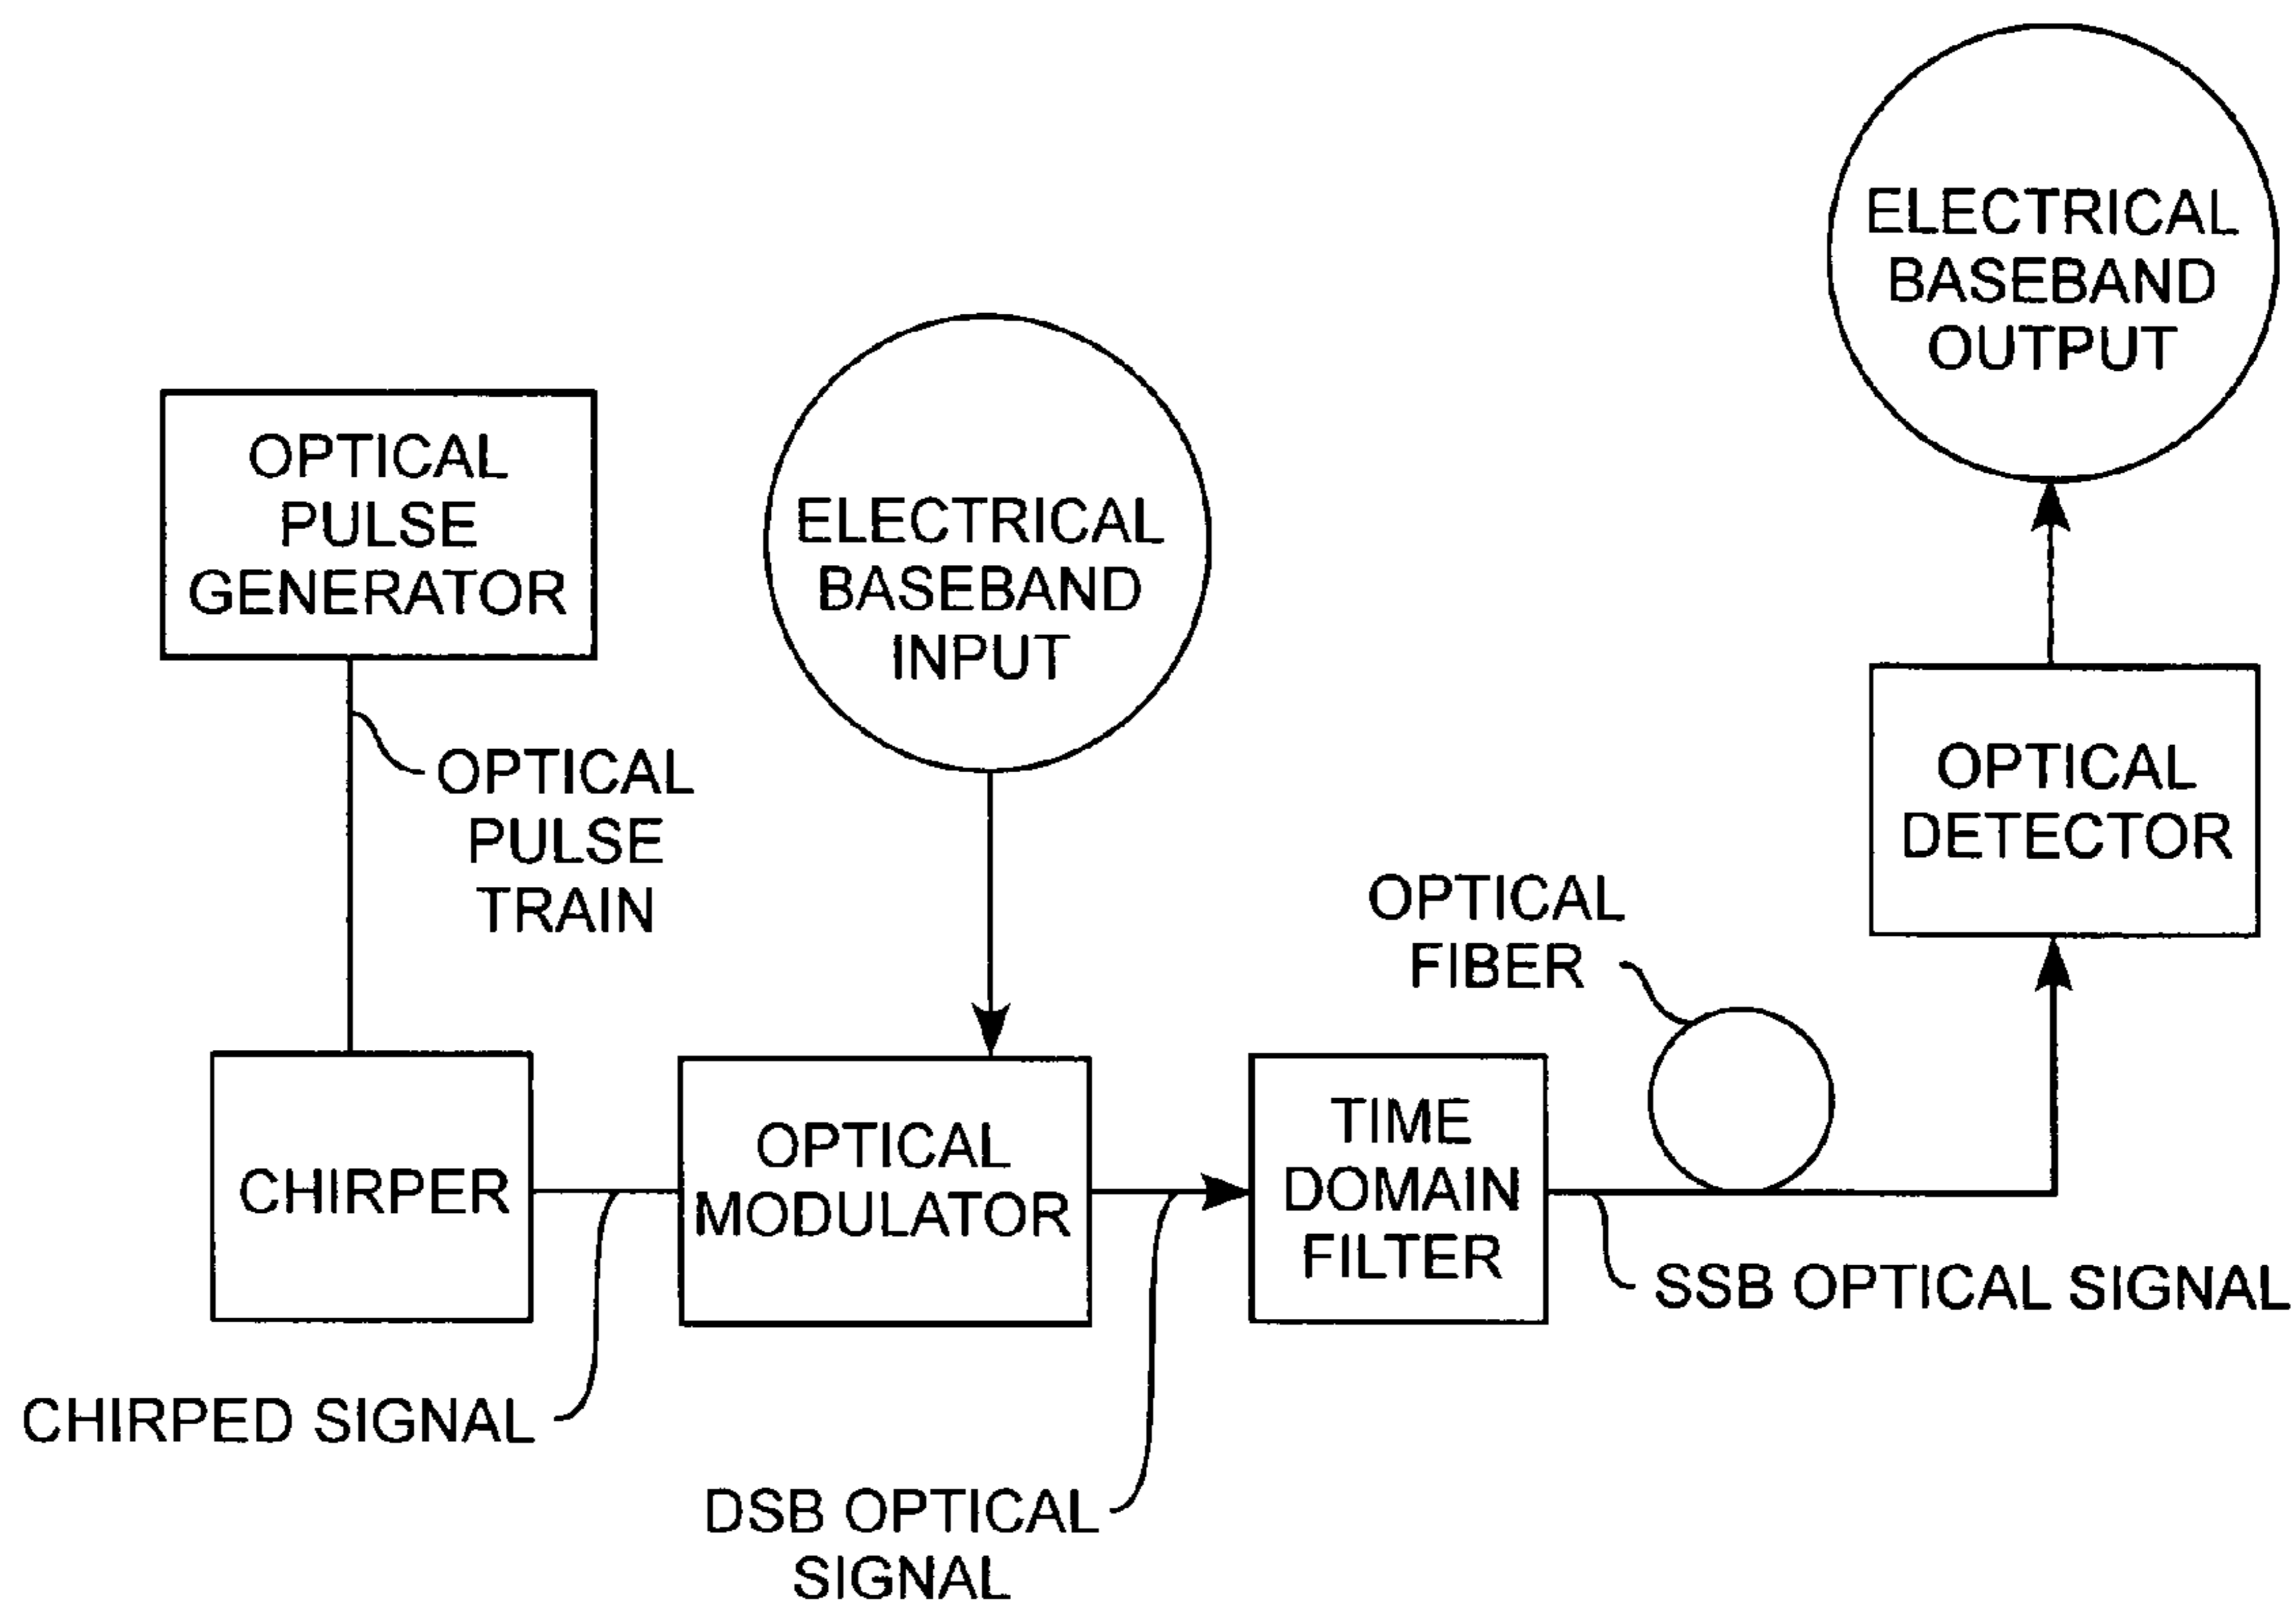 ELECTRICAL
BASEBAND
OUTPUT
OPTICAL
PULSE
GENERATOR
ELECTRICAL
BASEBAND
INPUT
OPTICAL
PULSE
TRAIN
OPTICAL
DETECTOR
OPTICAL
FIBER
CHIRPER
OPTICAL
MODULATOR
TIME
DOMAIN
FILTER
SSB OPTICAL SIGNAL
CHIRPED SIGNAL
DSB OPTICAL
SIGNAL